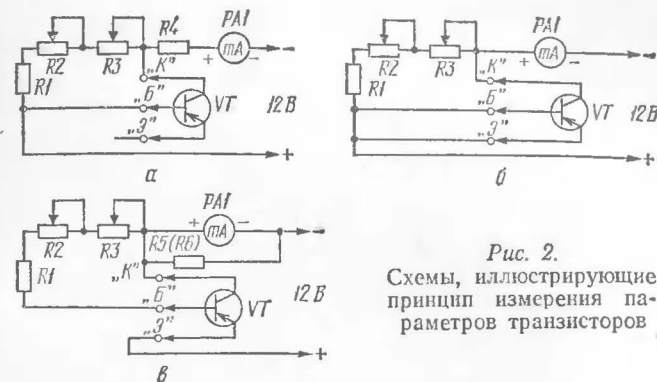 R2 R3 R4 PA1
+ mA − −
R1
„К"
„Б" VT 12 В
„Э"
+
а
R2 R3 PA1
+ mA − −
R1
„К"
„Б" VT 12 В
„Э"
+
б
R2 R3 PA1
+ mA − −
R5(R6)
R1
„К"
„Б" VT 12 В
„Э"
+
в
Рис. 2.
Схемы, иллюстрирующие
принцип измерения па-
раметров транзисторов